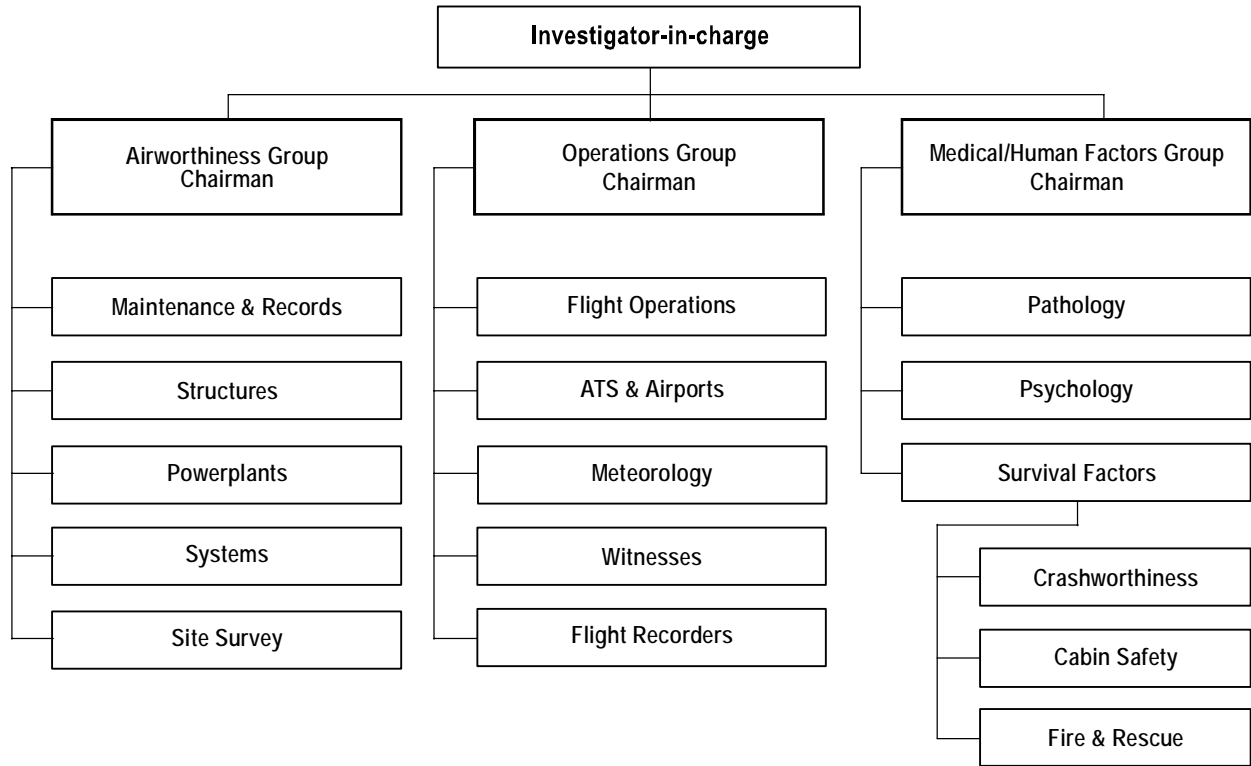 Investigator-in-charge
Airworthiness Group
Chairman
Operations Group
Chairman
Medical/Human Factors Group
Chairman
Maintenance & Records
Flight Operations
Pathology
Structures
ATS & Airports
Psychology
Powerplants
Meteorology
Survival Factors
Systems
Witnesses
Crashworthiness
Site Survey
Flight Recorders
Cabin Safety
Fire & Rescue